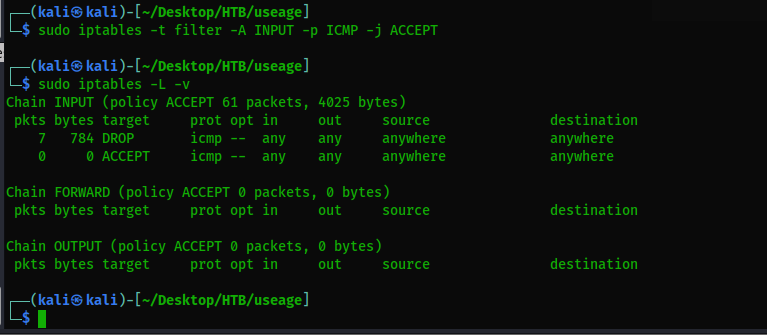 ┌──(kali㉿kali)-[~/Desktop/HTB/useage]
└─$ sudo iptables -t filter -A INPUT -p ICMP -j ACCEPT
┌──(kali㉿kali)-[~/Desktop/HTB/useage]
└─$ sudo iptables -L -v
Chain INPUT (policy ACCEPT 61 packets, 4025 bytes)
 pkts bytes target     prot opt in     out     source               destination
    7   784 DROP       icmp --  any    any     anywhere             anywhere
    0     0 ACCEPT     icmp --  any    any     anywhere             anywhere
Chain FORWARD (policy ACCEPT 0 packets, 0 bytes)
 pkts bytes target     prot opt in     out     source               destination
Chain OUTPUT (policy ACCEPT 0 packets, 0 bytes)
 pkts bytes target     prot opt in     out     source               destination
┌──(kali㉿kali)-[~/Desktop/HTB/useage]
└─$